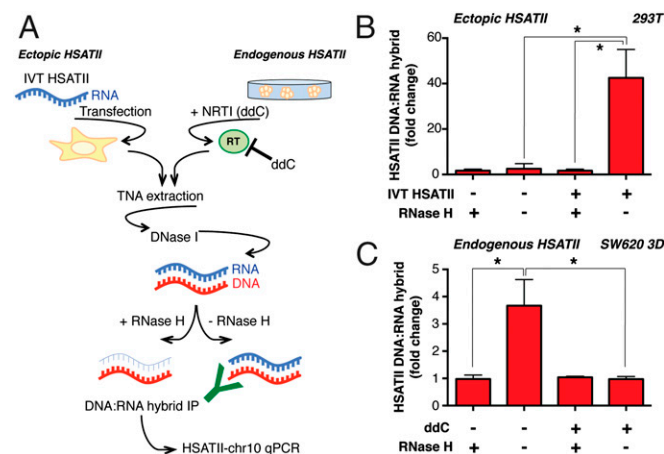 A
Ectopic HSATII
Endogenous HSATII
IVT HSATII
RNA
Transfection
+ NRTI (ddC)
RT
ddC
TNA extraction
DNase I
RNA
DNA
+ RNase H
- RNase H
DNA:RNA hybrid IP
HSATII-chr10 qPCR
B
Ectopic HSATII 293T
HSATII DNA:RNA hybrid
(fold change)
60
40
20
0
*
*
IVT HSATII - - + +
RNase H + - + -
C
Endogenous HSATII SW620 3D
HSATII DNA:RNA hybrid
(fold change)
5
4
3
2
1
0
* *
ddC - - + +
RNase H + - + -